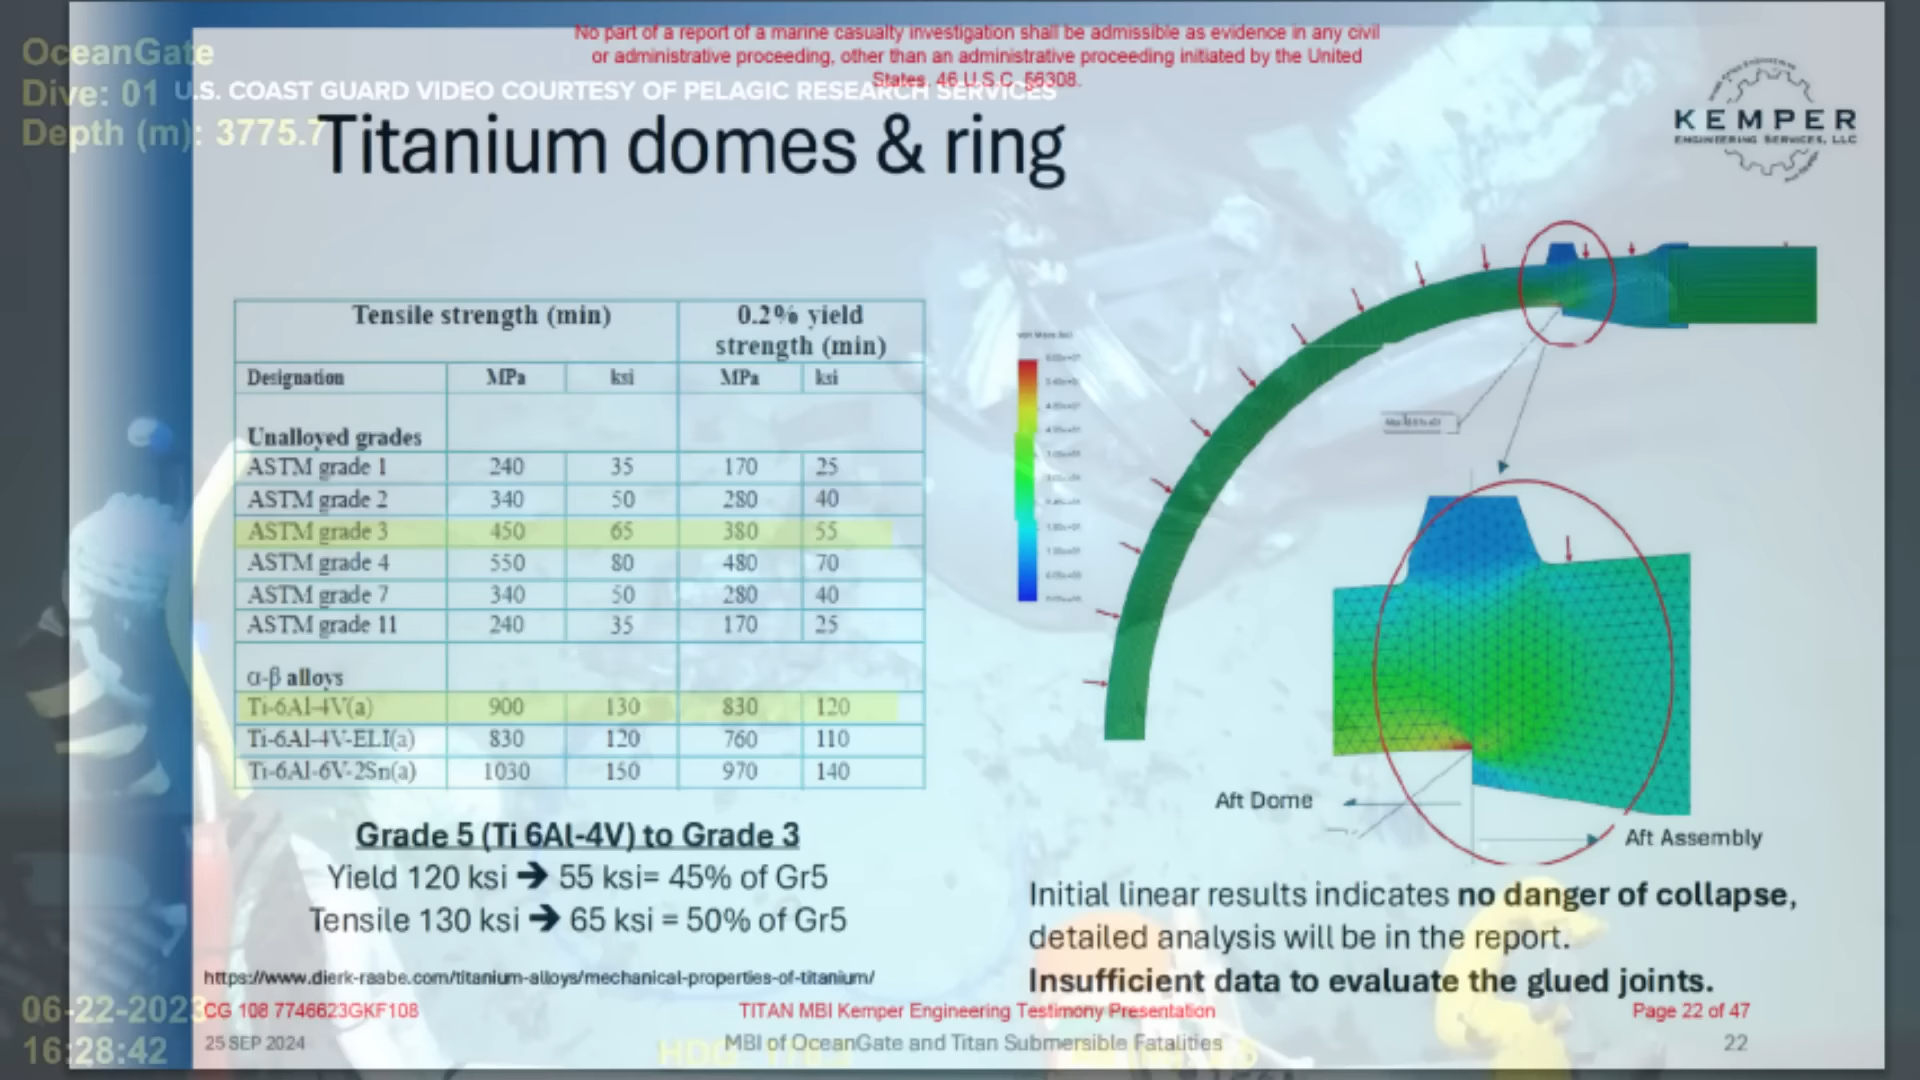 OceanGate
Dive: 01
Depth (m): 3775.7
U.S. COAST GUARD VIDEO COURTESY OF PELAGIC RESEARCH SERVICES
No part of a report of a marine casualty investigation shall be admissible as evidence in any civil
or administrative proceeding, other than an administrative proceeding initiated by the United
States. 46 U.S.C. §6308.
KEMPER
ENGINEERING SERVICES, LLC
Titanium domes & ring
Tensile strength (min) 0.2% yield
strength (min)
Designation MPa ksi MPa ksi
Unalloyed grades
ASTM grade 1 240 35 170 25
ASTM grade 2 340 50 280 40
ASTM grade 3 450 65 380 55
ASTM grade 4 550 80 480 70
ASTM grade 7 340 50 280 40
ASTM grade 11 240 35 170 25
α-β alloys
Ti-6Al-4V(a) 900 130 830 120
Ti-6Al-4V-ELI(a) 830 120 760 110
Ti-6Al-6V-2Sn(a) 1030 150 970 140
Grade 5 (Ti 6Al-4V) to Grade 3
Yield 120 ksi ➔ 55 ksi= 45% of Gr5
Tensile 130 ksi ➔ 65 ksi = 50% of Gr5
https://www.dierk-raabe.com/titanium-alloys/mechanical-properties-of-titanium/
Aft Dome
Aft Assembly
Initial linear results indicates no danger of collapse,
detailed analysis will be in the report.
Insufficient data to evaluate the glued joints.
06-22-2023
16:28:42
CG 108 7746623GKF108
TITAN MBI Kemper Engineering Testimony Presentation
Page 22 of 47
25 SEP 2024
MBI of OceanGate and Titan Submersible Fatalities
22
HDG